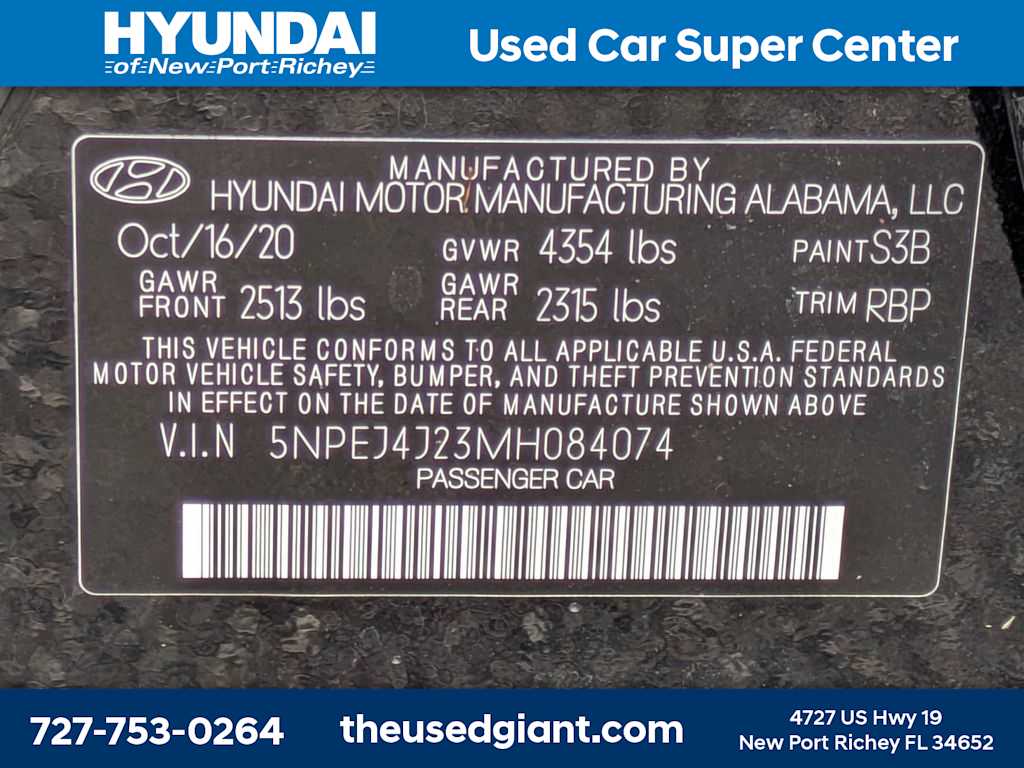 HYUNDAI
of New Port Richey
Used Car Super Center
MANUFACTURED BY
HYUNDAI MOTOR MANUFACTURING ALABAMA, LLC
Oct/16/20 GVWR 4354 lbs PAINT S3B
GAWR FRONT 2513 lbs GAWR REAR 2315 lbs TRIM RBP
THIS VEHICLE CONFORMS TO ALL APPLICABLE U.S.A. FEDERAL
MOTOR VEHICLE SAFETY, BUMPER, AND THEFT PREVENTION STANDARDS
IN EFFECT ON THE DATE OF MANUFACTURE SHOWN ABOVE
V.I.N 5NPEJ4J23MH084074
PASSENGER CAR
727-753-0264
theusedgiant.com
4727 US Hwy 19
New Port Richey FL 34652